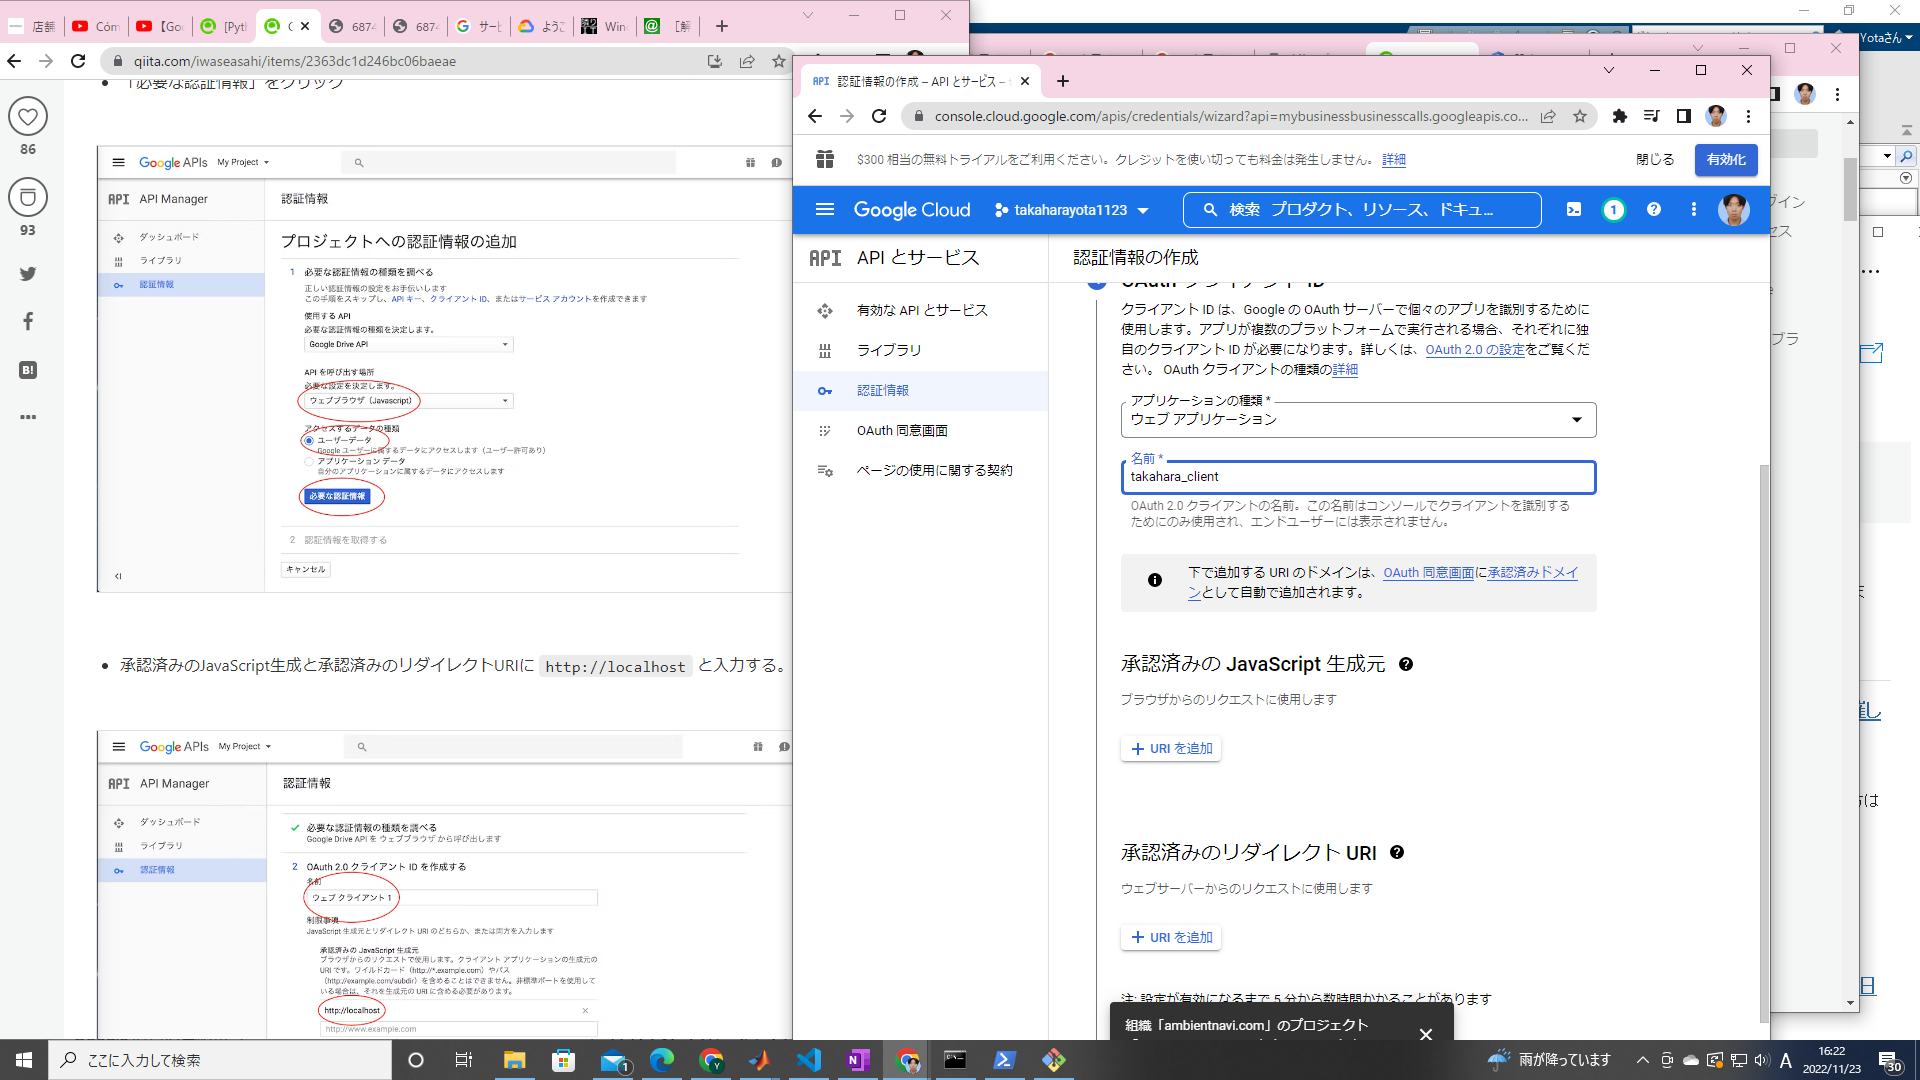 店舗
Cóm
【Goo
[Pyt
6874
6874
サービ
ようこ
Wind
[解
qiita.com/iwaseasahi/items/2363dc1d246bc06baeae
「必要な認証情報」をクリック
86
93
Google APIs My Project
API API Manager
認証情報
ダッシュボード
ライブラリ
認証情報
プロジェクトへの認証情報の追加
1 必要な認証情報の種類を調べる
正しい認証情報の設定をお手伝いします
この手順をスキップし、API キー、クライアント ID、またはサービス アカウントを作成できます
使用する API
必要な認証情報の種類を決定します。
Google Drive API
API を呼び出す場所
必要な設定を決定します。
ウェブブラウザ (Javascript)
アクセスするデータの種類
ユーザーデータ
Google ユーザーに属するデータにアクセスします（ユーザー許可あり）
アプリケーション データ
自分のアプリケーションに属するデータにアクセスします
必要な認証情報
2 認証情報を取得する
キャンセル
承認済みのJavaScript生成と承認済みのリダイレクトURIに http://localhost と入力する。
Google APIs My Project
API API Manager
認証情報
ダッシュボード
ライブラリ
認証情報
必要な認証情報の種類を調べる
Google Drive API を ウェブブラウザ から呼び出します
2 OAuth 2.0 クライアント ID を作成する
名前
ウェブ クライアント 1
制限事項
JavaScript 生成元とリダイレクト URI のどちらか、または両方を入力します
承認済みの JavaScript 生成元
ブラウザからのリクエストで使用します。クライアント アプリケーションの生成元の
URI です。ワイルドカード（http://*.example.com）やパス
（http://example.com/subdir）を含めることはできません。非標準ポートを使用して
いる場合は、それを生成元の URI に含める必要があります。
http://localhost
http://www.example.com
API 認証情報の作成 – API とサービス –
console.cloud.google.com/apis/credentials/wizard?api=mybusinessbusinesscalls.googleapis.co...
$300 相当の無料トライアルをご利用ください。クレジットを使い切っても料金は発生しません。 詳細
閉じる
有効化
Google Cloud
takaharayota1123
検索 プロダクト、リソース、ドキュ...
1
API API とサービス
認証情報の作成
有効な API とサービス
ライブラリ
認証情報
OAuth 同意画面
ページの使用に関する契約
OAuth クライアント ID
クライアント ID は、Google の OAuth サーバーで個々のアプリを識別するために
使用します。アプリが複数のプラットフォームで実行される場合、それぞれに独
自のクライアント ID が必要になります。詳しくは、OAuth 2.0 の設定をご覧くだ
さい。 OAuth クライアントの種類の詳細
アプリケーションの種類 *
ウェブ アプリケーション
名前 *
takahara_client
OAuth 2.0 クライアントの名前。この名前はコンソールでクライアントを識別する
ためにのみ使用され、エンドユーザーには表示されません。
下で追加する URI のドメインは、OAuth 同意画面に承認済みドメイ
ンとして自動で追加されます。
承認済みの JavaScript 生成元
ブラウザからのリクエストに使用します
URI を追加
承認済みのリダイレクト URI
ウェブサーバーからのリクエストに使用します
URI を追加
注: 設定が有効になるまで 5 分から数時間かかることがあります
組織「ambientnavi.com」のプロジェクト
Yotaさん
グイン
セス
プラ
催し
方は
日
ここに入力して検索
1
雨が降っています
A
16:22
2022/11/23
30